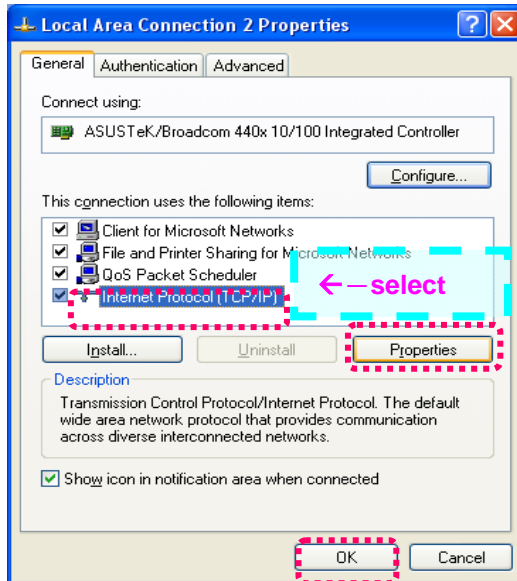 Local Area Connection 2 Properties
General Authentication Advanced
Connect using:
ASUSTeK/Broadcom 440x 10/100 Integrated Controller
Configure...
This connection uses the following items:
Client for Microsoft Networks
File and Printer Sharing for Microsoft Networks
QoS Packet Scheduler
Internet Protocol (TCP/IP)
←—select
Install... Uninstall Properties
Description
Transmission Control Protocol/Internet Protocol. The default
wide area network protocol that provides communication
across diverse interconnected networks.
Show icon in notification area when connected
OK Cancel